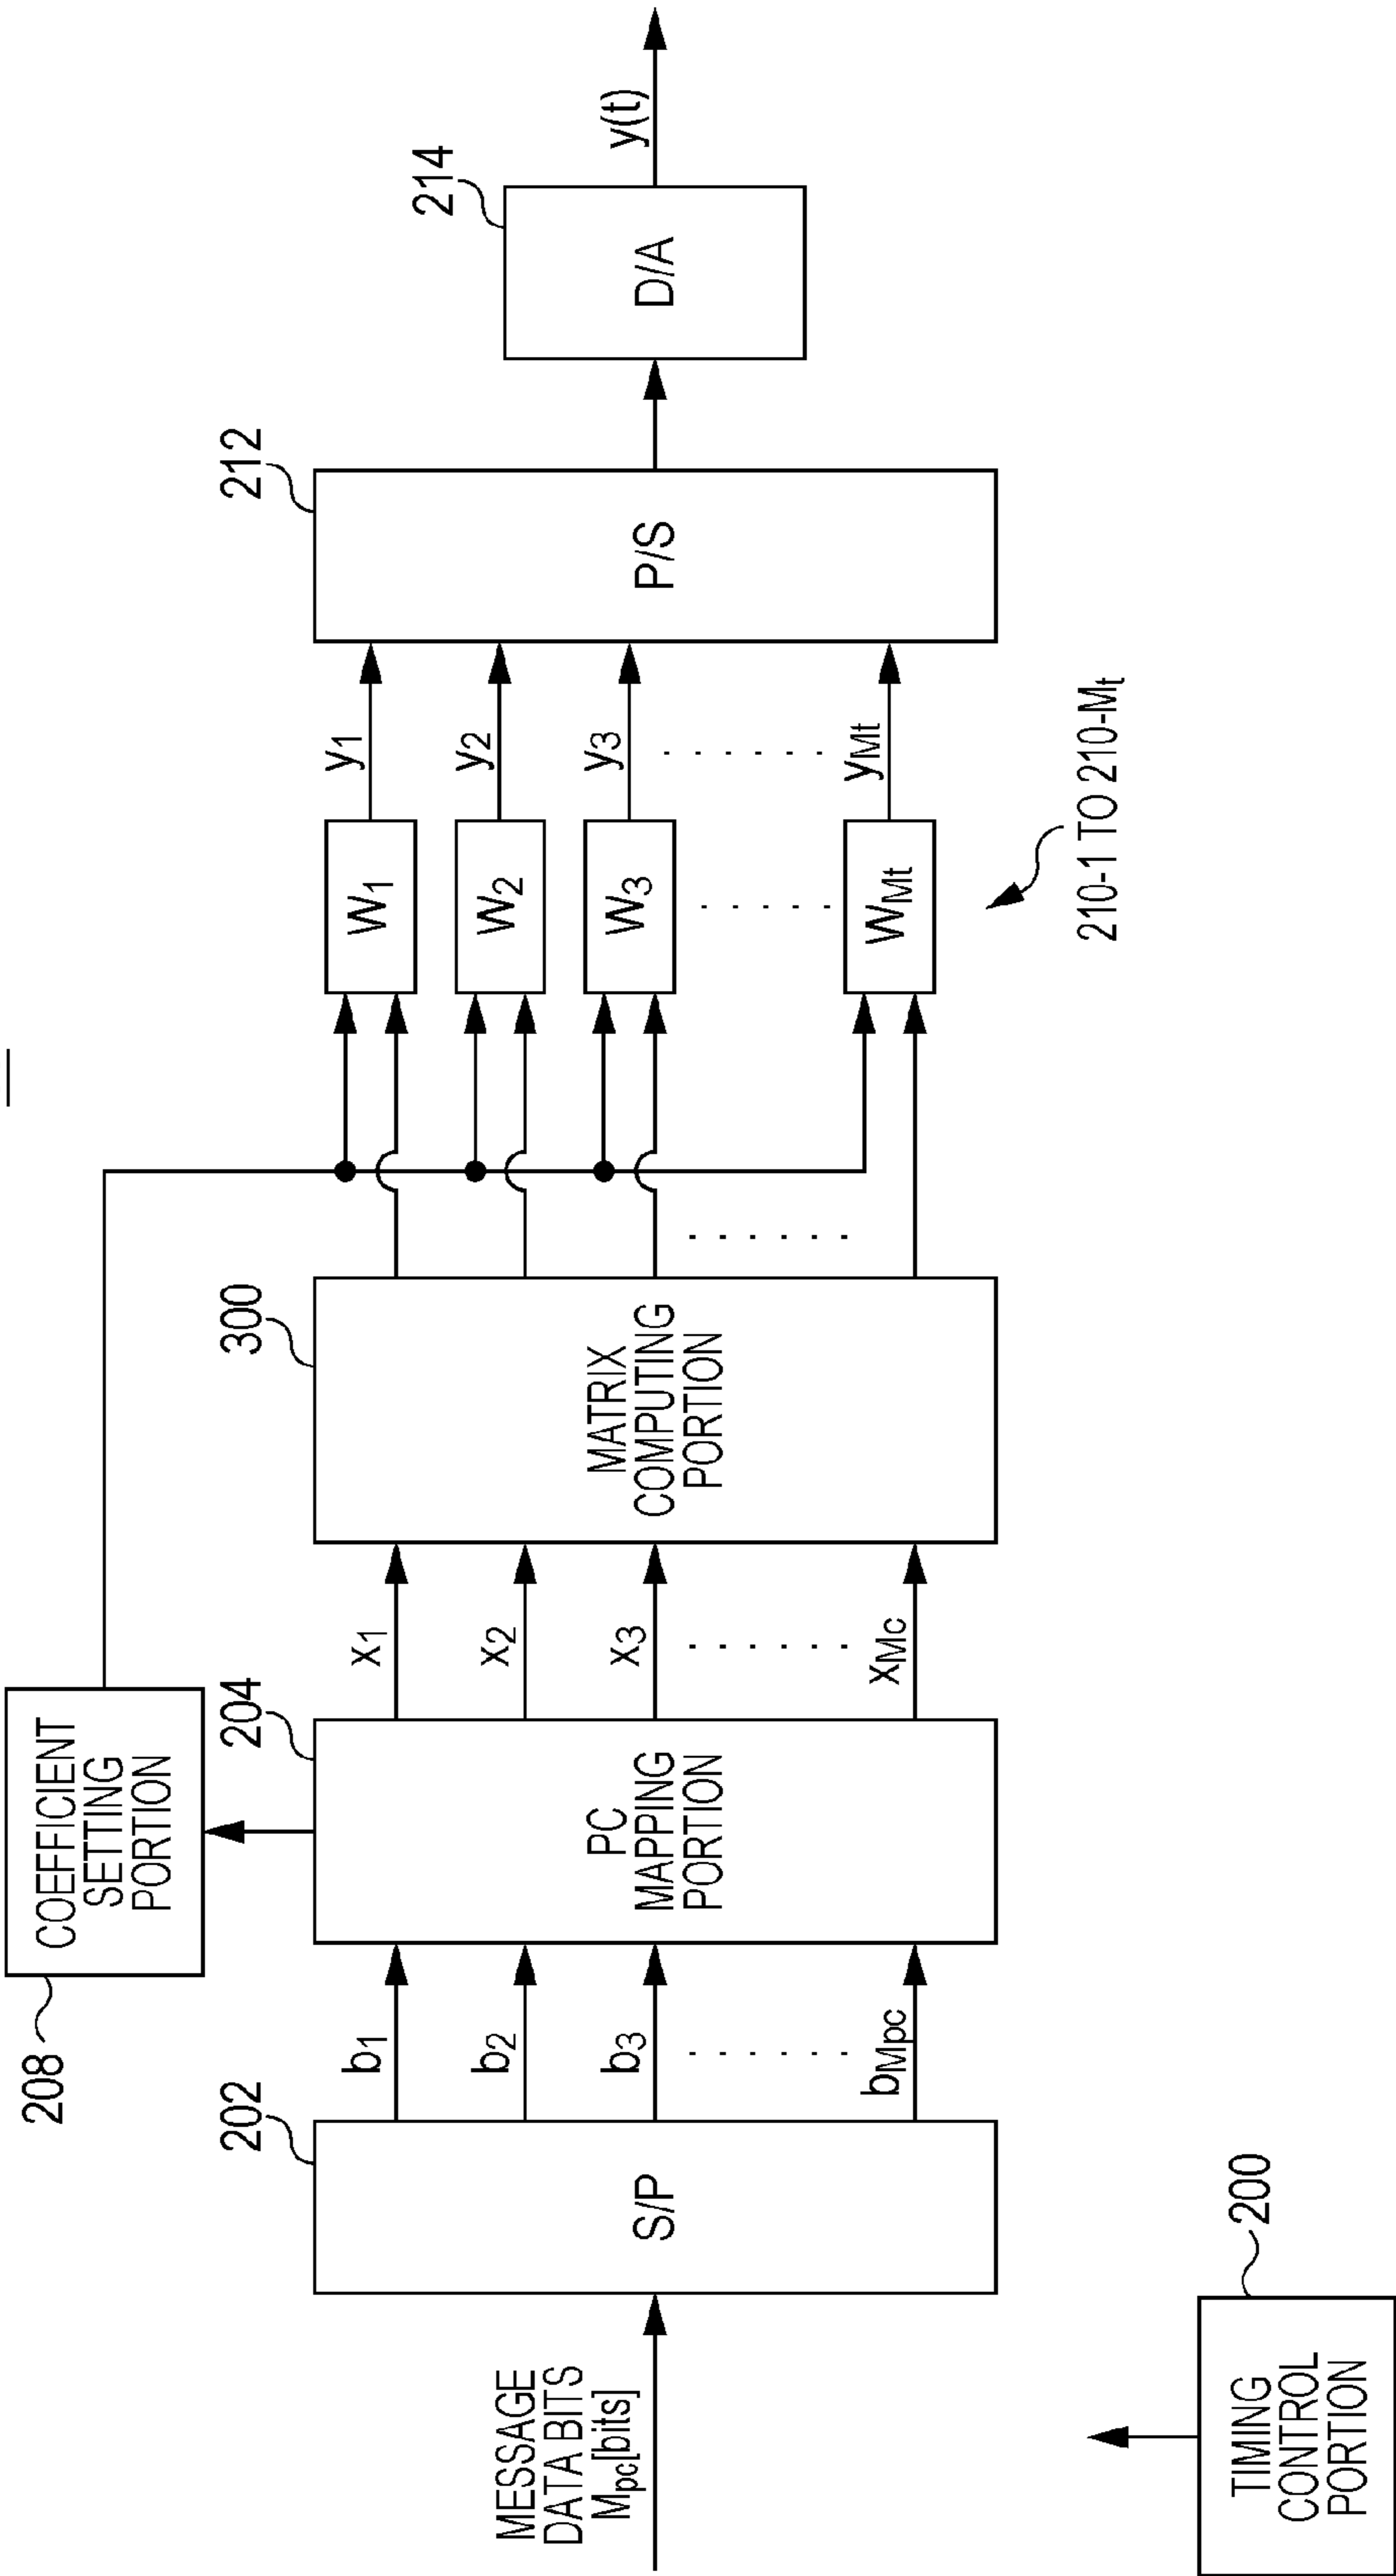 208
COEFFICIENT
SETTING
PORTION
202
204
300
212
214
MESSAGE
DATA BITS
Mpc[bits]
S/P
b1
b2
b3
bMpc
PC
MAPPING
PORTION
x1
x2
x3
xMc
MATRIX
COMPUTING
PORTION
W1
W2
W3
WMt
y1
y2
y3
yMt
P/S
D/A
y(t)
210-1 TO 210-Mt
200
TIMING
CONTROL
PORTION